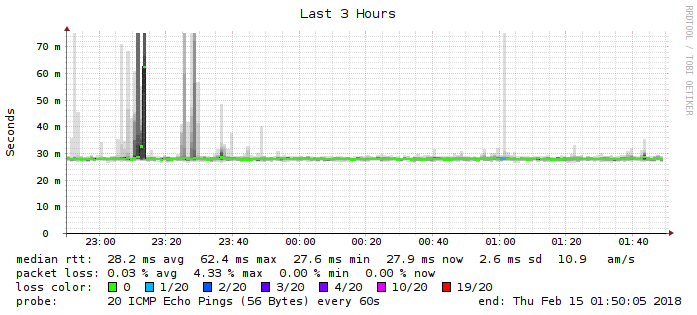 Last 3 Hours
RRDTOOL / TOBI OETIKER
Seconds
70 m
60 m
50 m
40 m
30 m
20 m
10 m
0
23:00 23:20 23:40 00:00 00:20 00:40 01:00 01:20 01:40
median rtt: 28.2 ms avg 62.4 ms max 27.6 ms min 27.9 ms now 2.6 ms sd 10.9 am/s
packet loss: 0.03 % avg 4.33 % max 0.00 % min 0.00 % now
loss color: 0 1/20 2/20 3/20 4/20 10/20 19/20
probe: 20 ICMP Echo Pings (56 Bytes) every 60s end: Thu Feb 15 01:50:05 2018